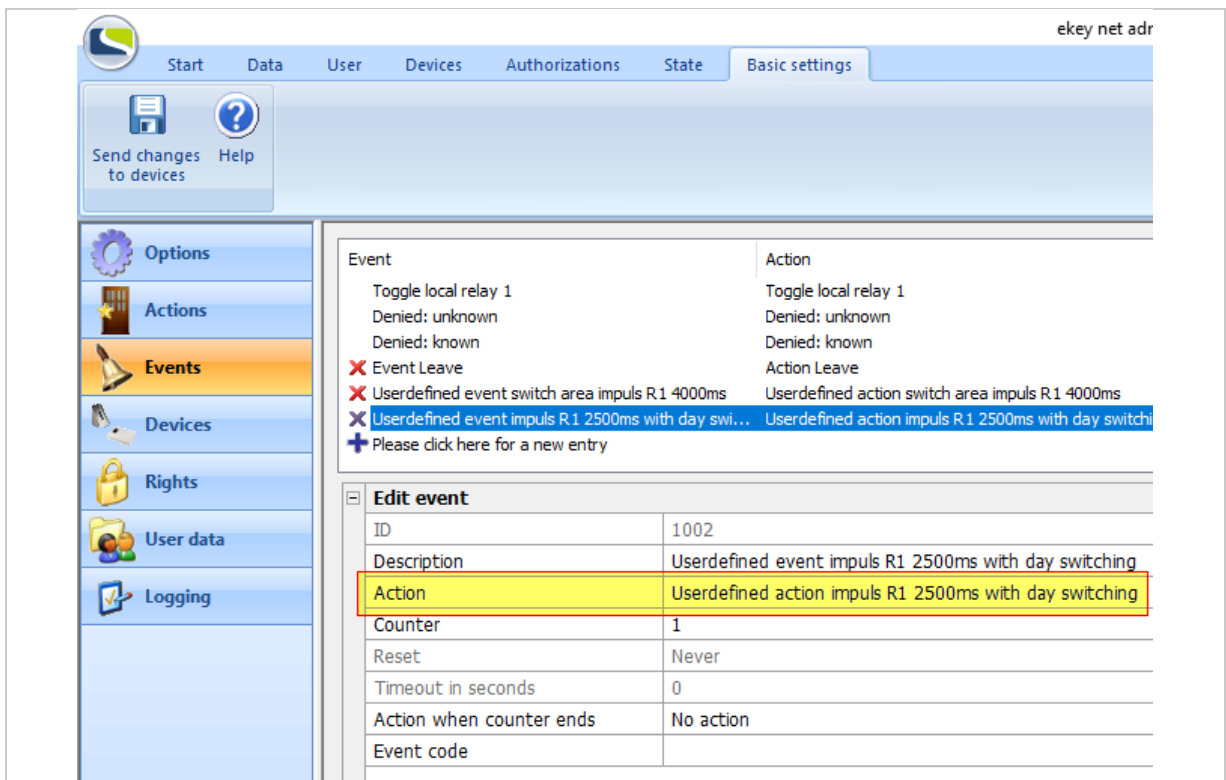 ekey net adr
Start Data User Devices Authorizations State Basic settings
Send changes to devices Help
Options
Actions
Events
Devices
Rights
User data
Logging
Event Action
Toggle local relay 1 Toggle local relay 1
Denied: unknown Denied: unknown
Denied: known Denied: known
Event Leave Action Leave
Userdefined event switch area impuls R1 4000ms Userdefined action switch area impuls R1 4000ms
Userdefined event impuls R1 2500ms with day swi... Userdefined action impuls R1 2500ms with day switchi
Please click here for a new entry
Edit event
ID 1002
Description Userdefined event impuls R1 2500ms with day switching
Action Userdefined action impuls R1 2500ms with day switching
Counter 1
Reset Never
Timeout in seconds 0
Action when counter ends No action
Event code